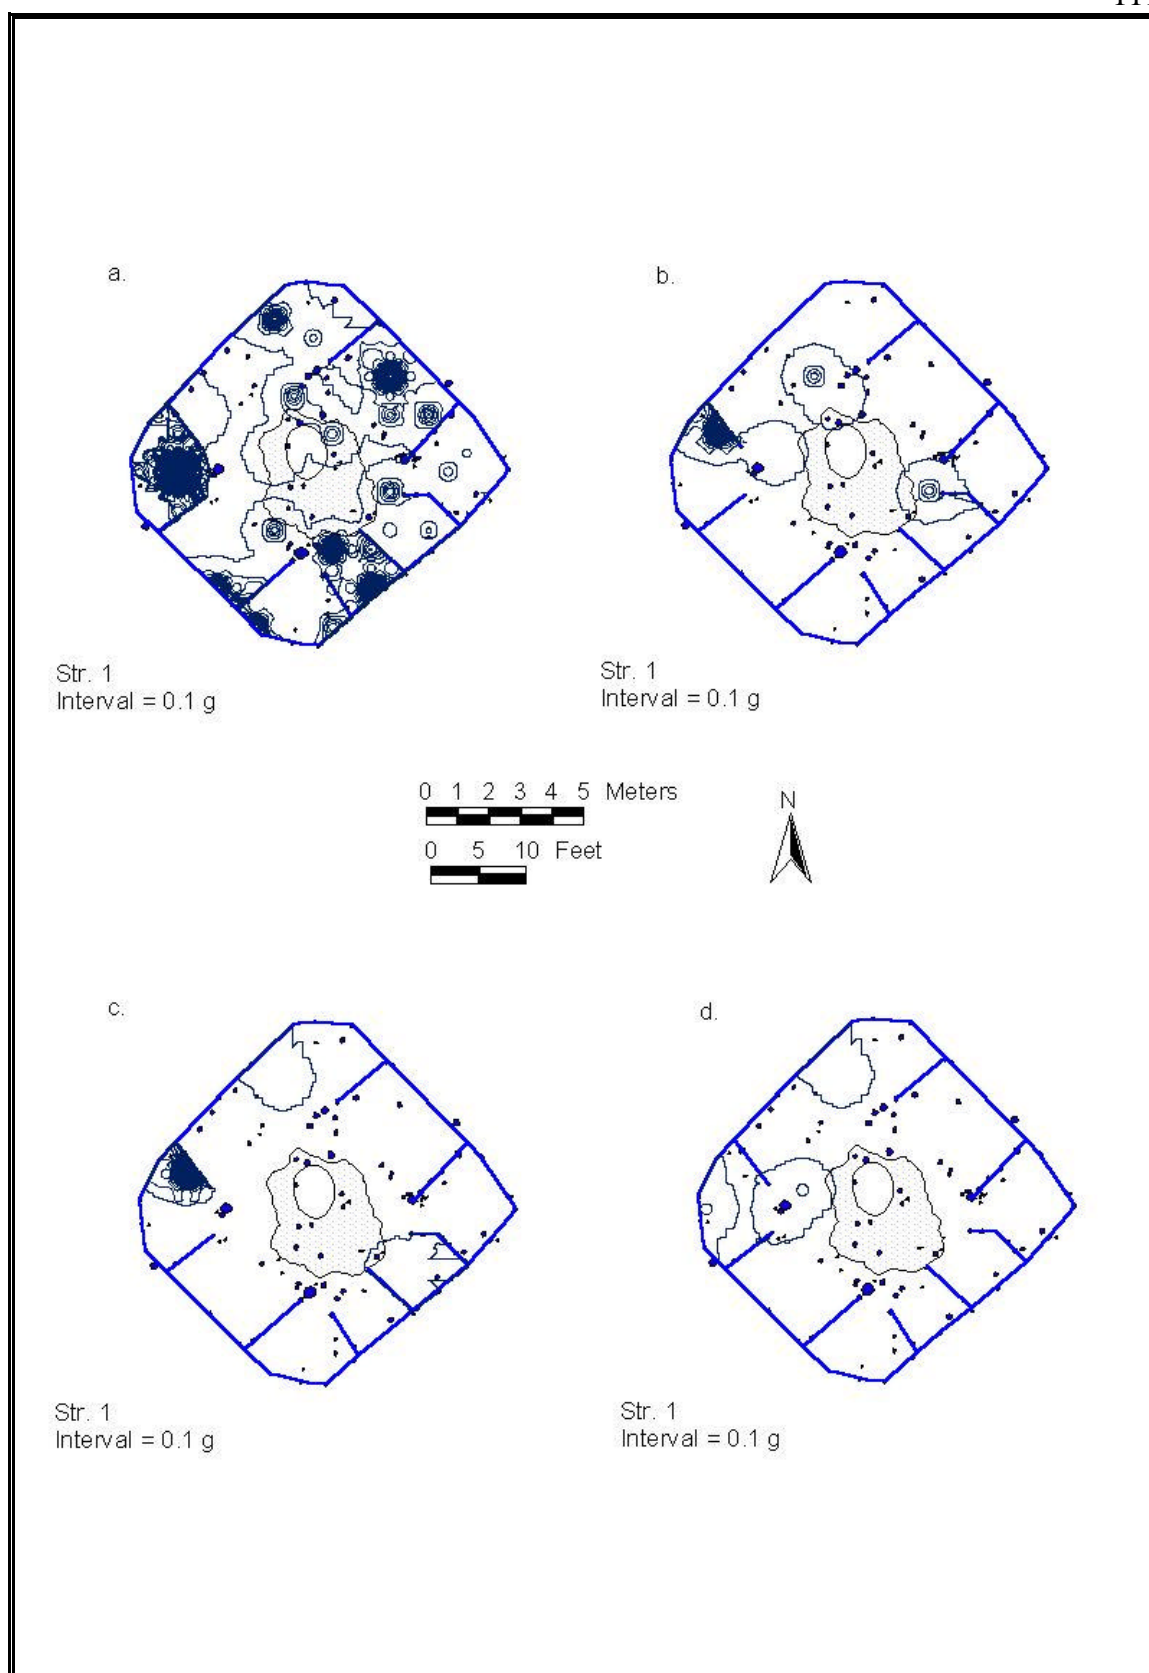 a.
b.
Str. 1
Interval = 0.1 g
Str. 1
Interval = 0.1 g
0 1 2 3 4 5 Meters
0 5 10 Feet
N
c.
d.
Str. 1
Interval = 0.1 g
Str. 1
Interval = 0.1 g